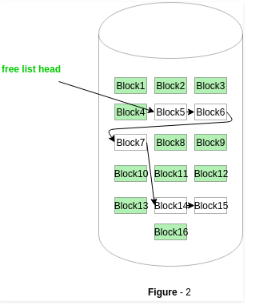 free list head
Block1 Block2 Block3
Block4 Block5 Block6
Block7 Block8 Block9
Block10 Block11 Block12
Block13 Block14 Block15
Block16
Figure - 2